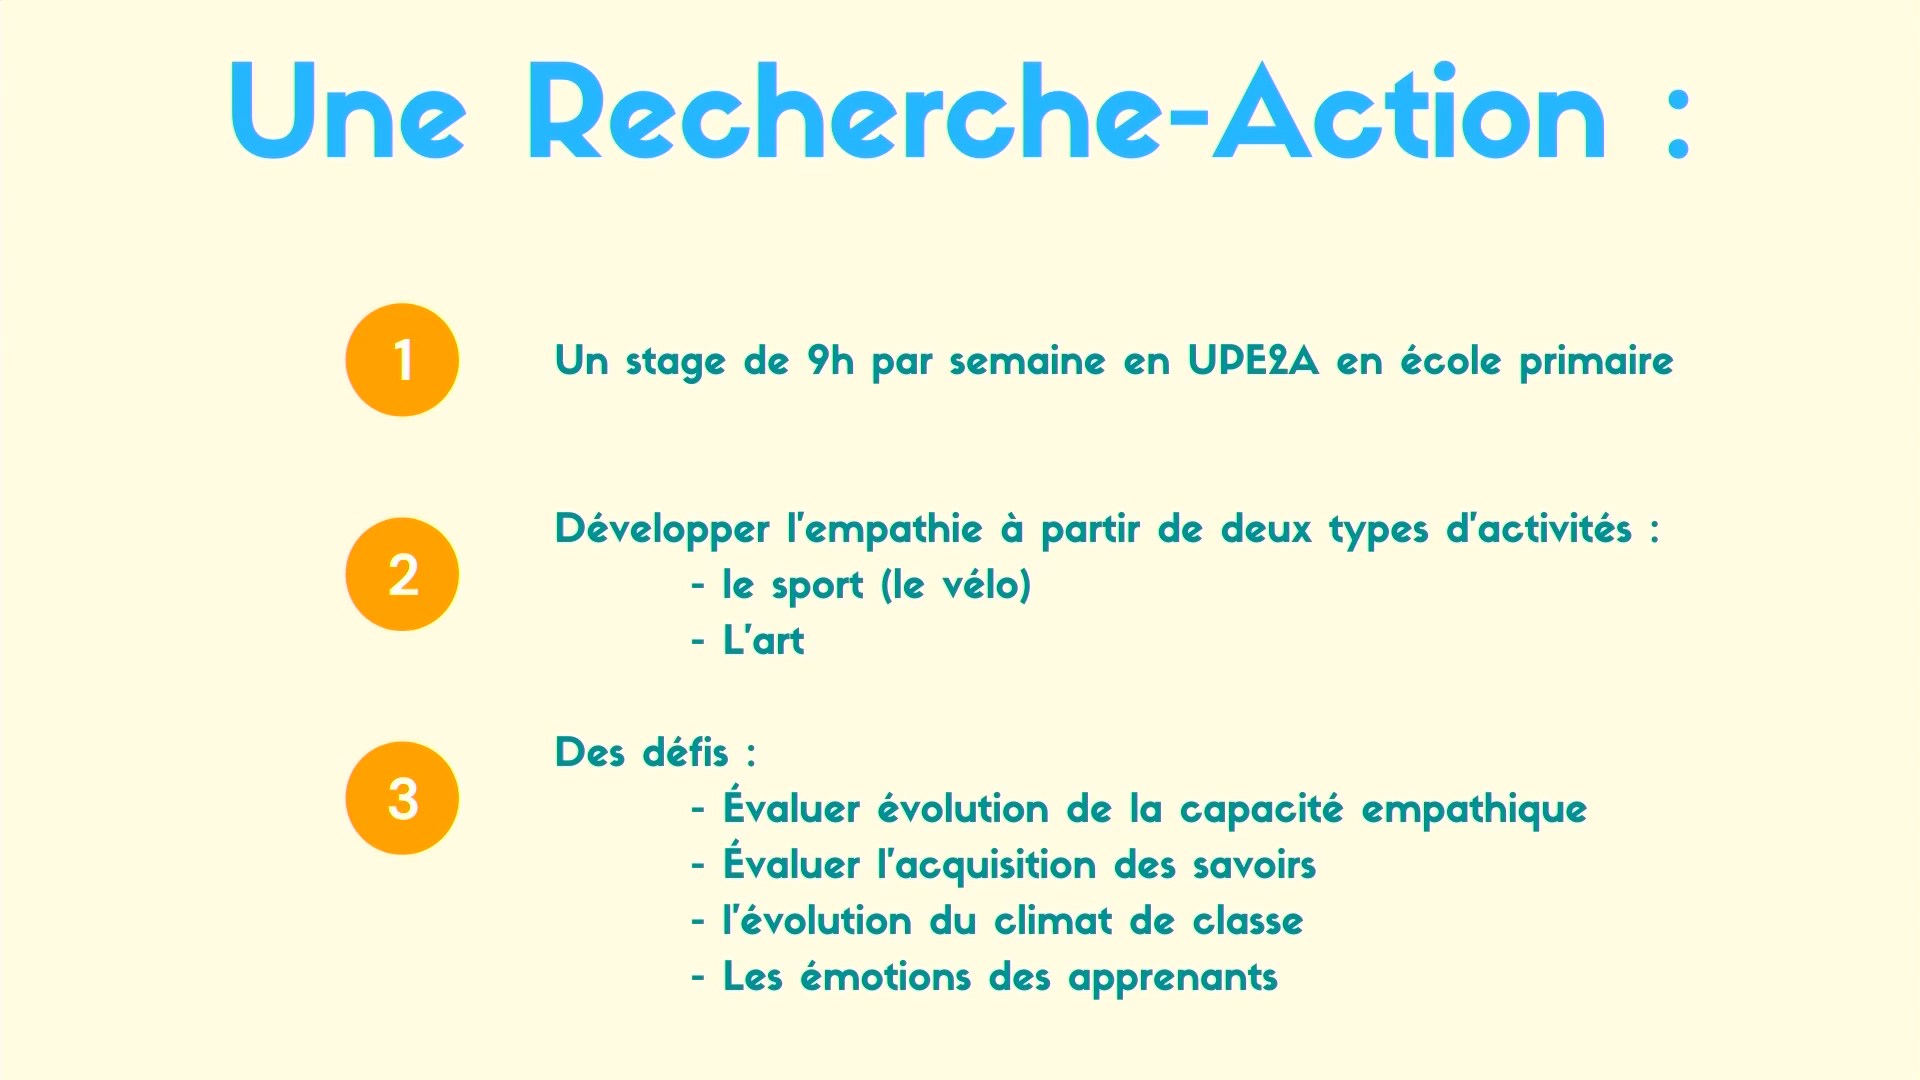 Une Recherche-Action :
1
Un stage de 9h par semaine en UPE2A en école primaire
2
Développer l'empathie à partir de deux types d'activités :
- le sport (le vélo)
- L'art
3
Des défis :
- Évaluer évolution de la capacité empathique
- Évaluer l'acquisition des savoirs
- l'évolution du climat de classe
- Les émotions des apprenants